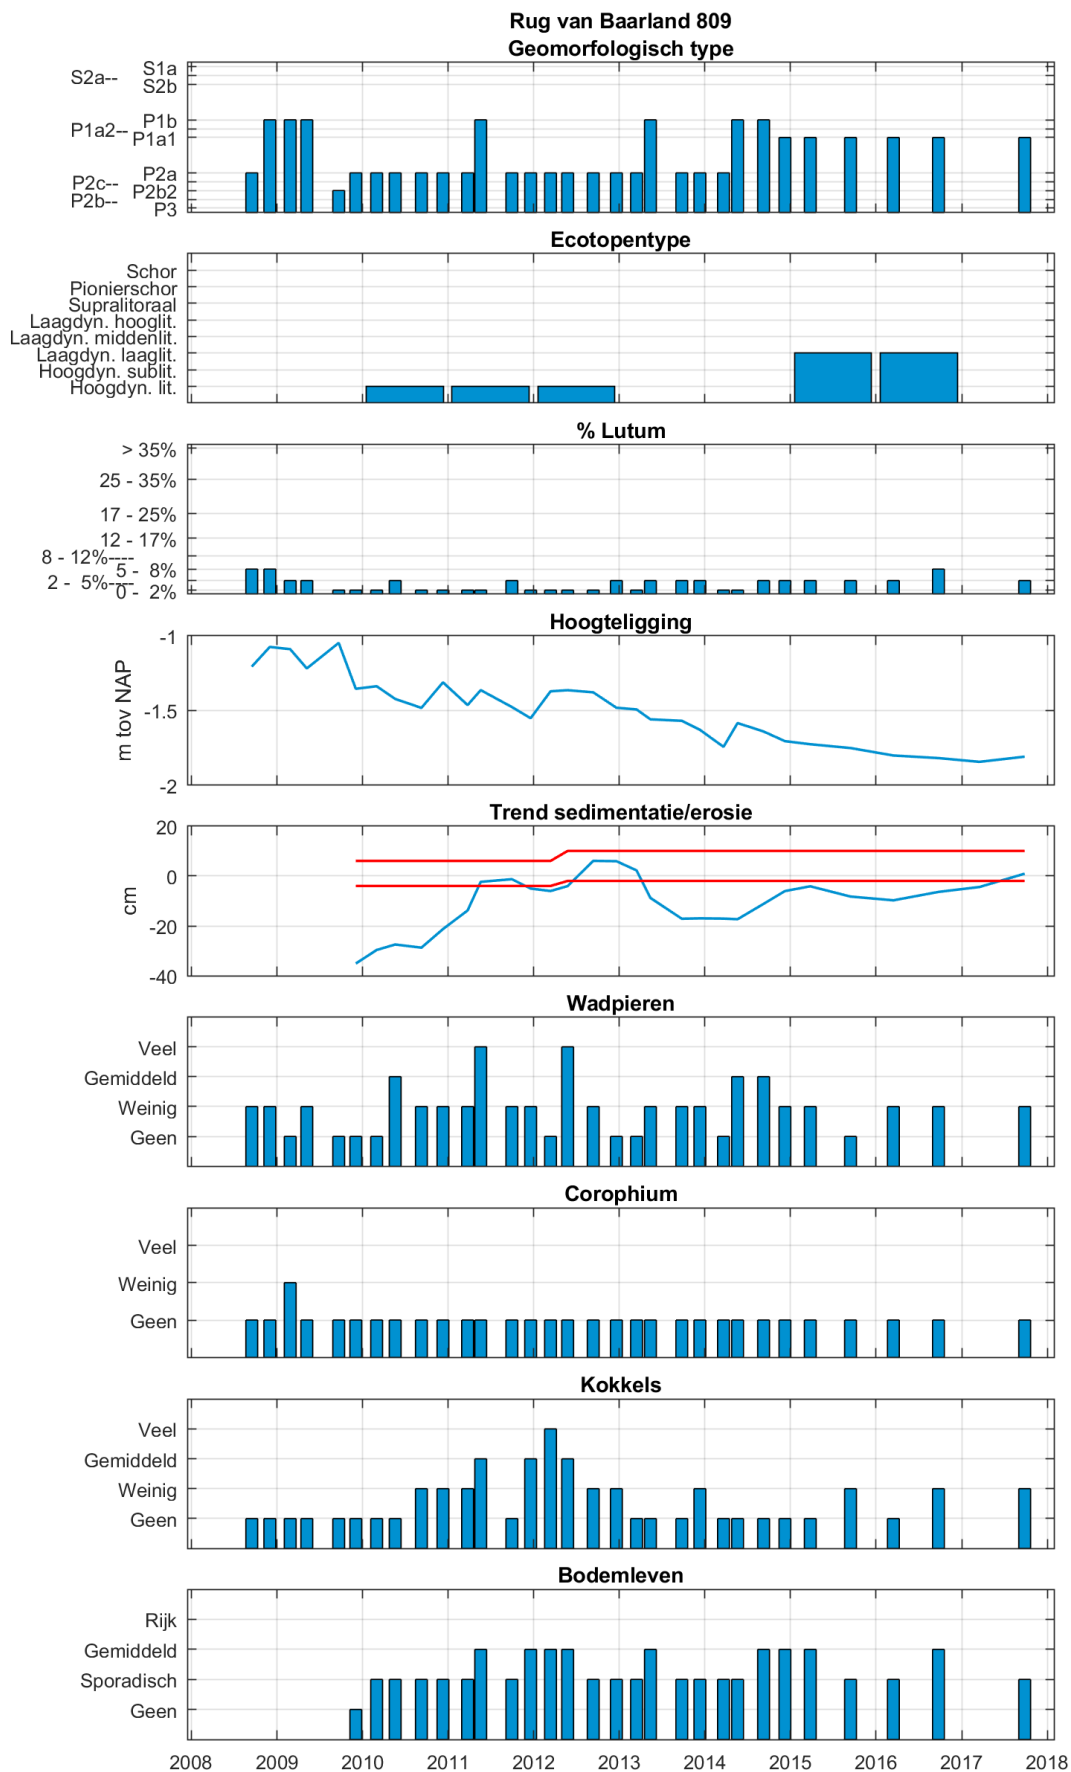 Rug van Baarland 809
Geomorfologisch type
S1a
S2a--
S2b
P1b
P1a2--
P1a1
P2a
P2c--
P2b2
P2b--
P3
Ecotopentype
Schor
Pionierschor
Supralitoraal
Laagdyn. hooglit.
Laagdyn. middenlit.
Laagdyn. laaglit.
Hoogdyn. sublit.
Hoogdyn. lit.
% Lutum
> 35%
25 - 35%
17 - 25%
12 - 17%
8 - 12%----
5 - 8%
2 - 5%----
0 - 2%
Hoogteligging
m tov NAP
-1
-1.5
-2
Trend sedimentatie/erosie
cm
20
0
-20
-40
Wadpieren
Veel
Gemiddeld
Weinig
Geen
Corophium
Veel
Weinig
Geen
Kokkels
Veel
Gemiddeld
Weinig
Geen
Bodemleven
Rijk
Gemiddeld
Sporadisch
Geen
2008 2009 2010 2011 2012 2013 2014 2015 2016 2017 2018